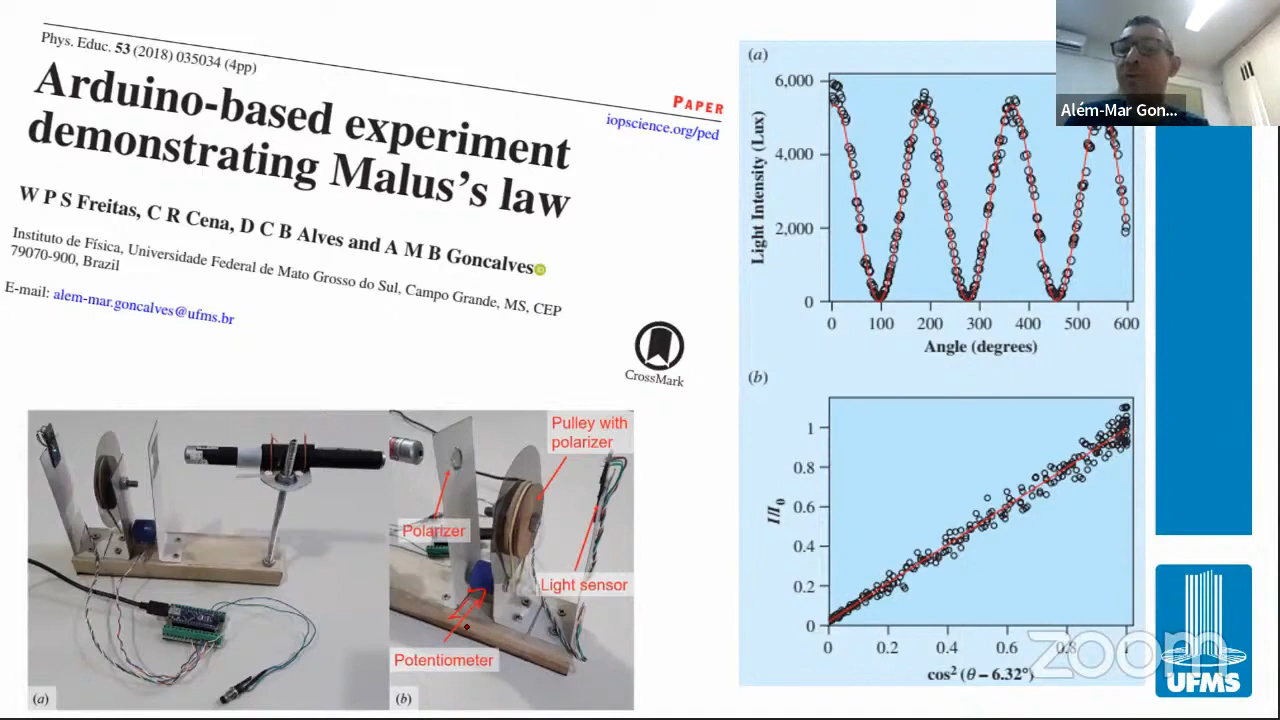 Phys. Educ. 53 (2018) 035034 (4pp)
PAPER
iopscience.org/ped
Arduino-based experiment
demonstrating Malus's law
W P S Freitas, C R Cena, D C B Alves and A M B Goncalves
Instituto de Física, Universidade Federal de Mato Grosso do Sul, Campo Grande, MS, CEP
79070-900, Brazil
E-mail: alem-mar.goncalves@ufms.br
CrossMark
Pulley with
polarizer
Polarizer
Light sensor
Potentiometer
(a)
(b)
(a)
6,000
4,000
2,000
0
Light Intensity (Lux)
0 100 200 300 400 500 600
Angle (degrees)
(b)
1
0.8
0.6
0.4
0.2
0
I/I0
0 0.2 0.4 0.6 0.8 1
cos² (θ – 6.32°)
Além-Mar Gon...
zoom
UFMS